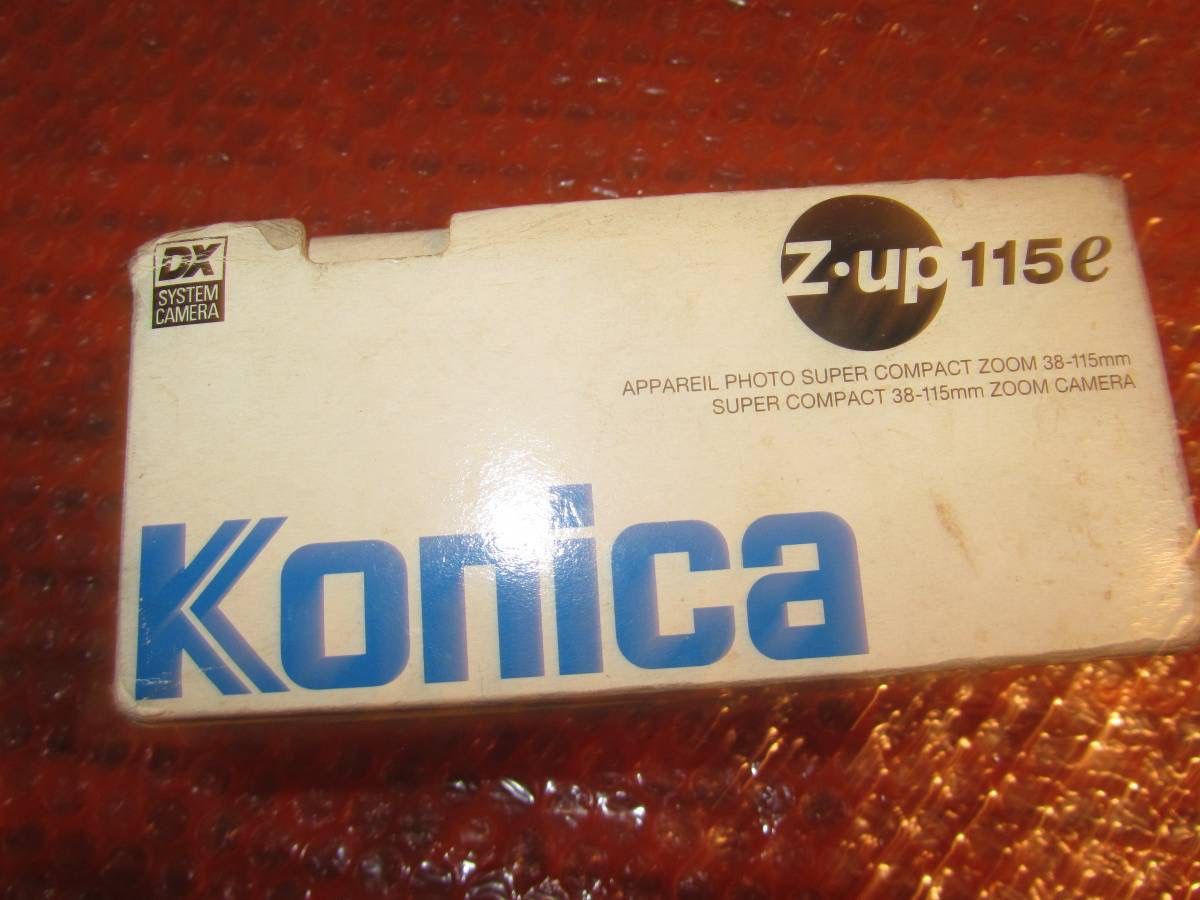 DX
SYSTEM
CAMERA
Z·up 115e
APPAREIL PHOTO SUPER COMPACT ZOOM 38-115mm
SUPER COMPACT 38-115mm ZOOM CAMERA
Konica